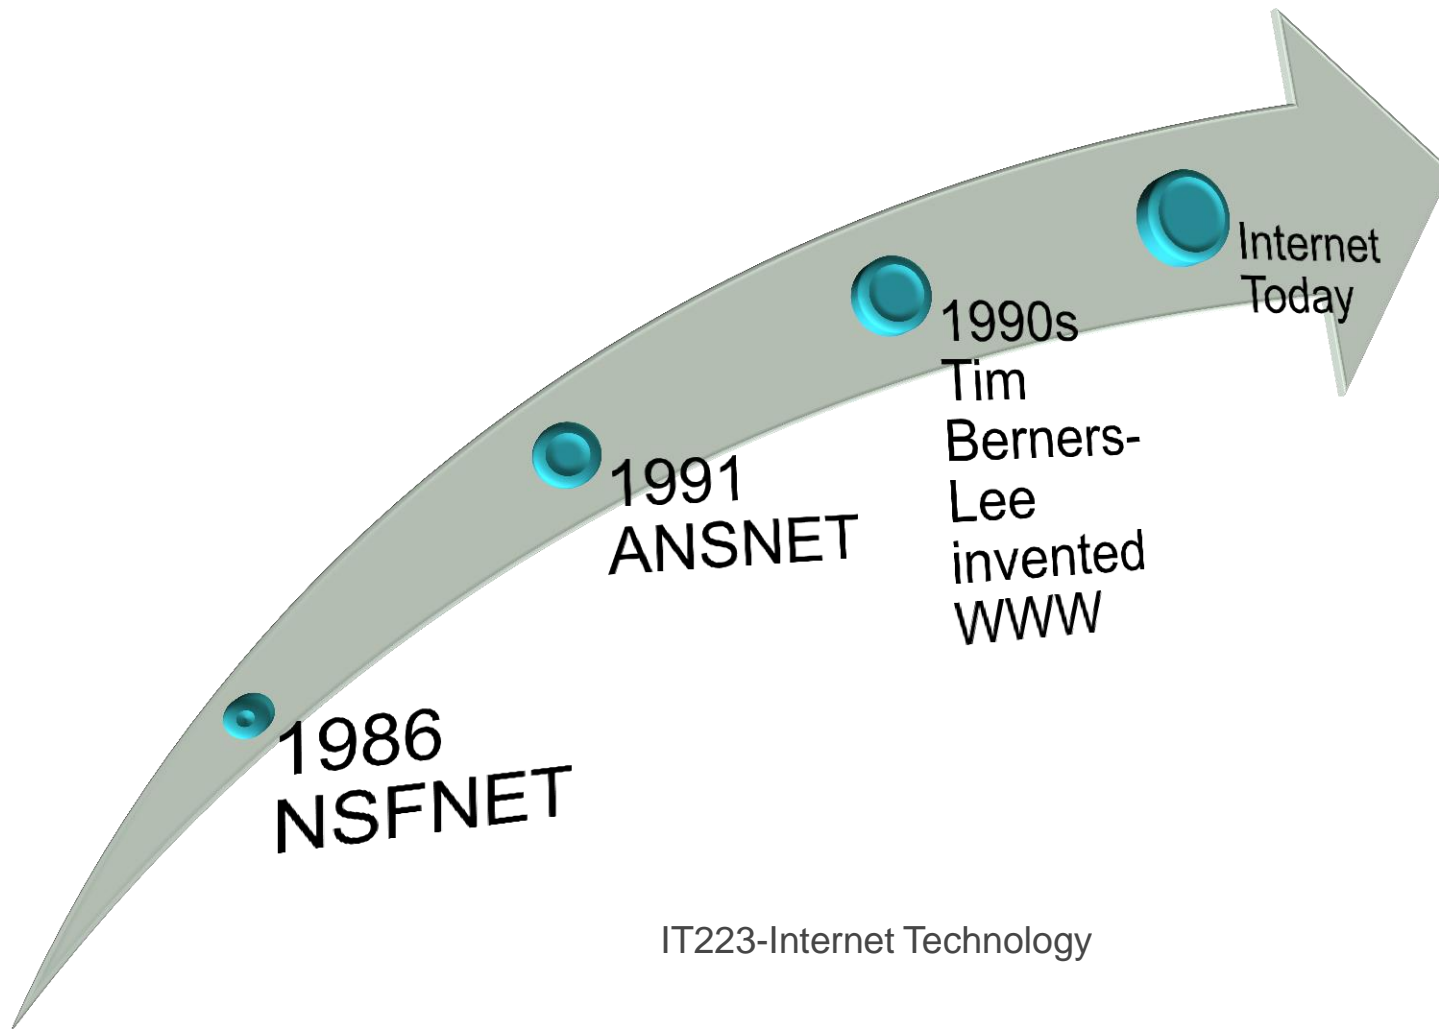 1986
NSFNET
1991
ANSNET
1990s
Tim
Berners-
Lee
invented
WWW
Internet
Today
IT223-Internet Technology